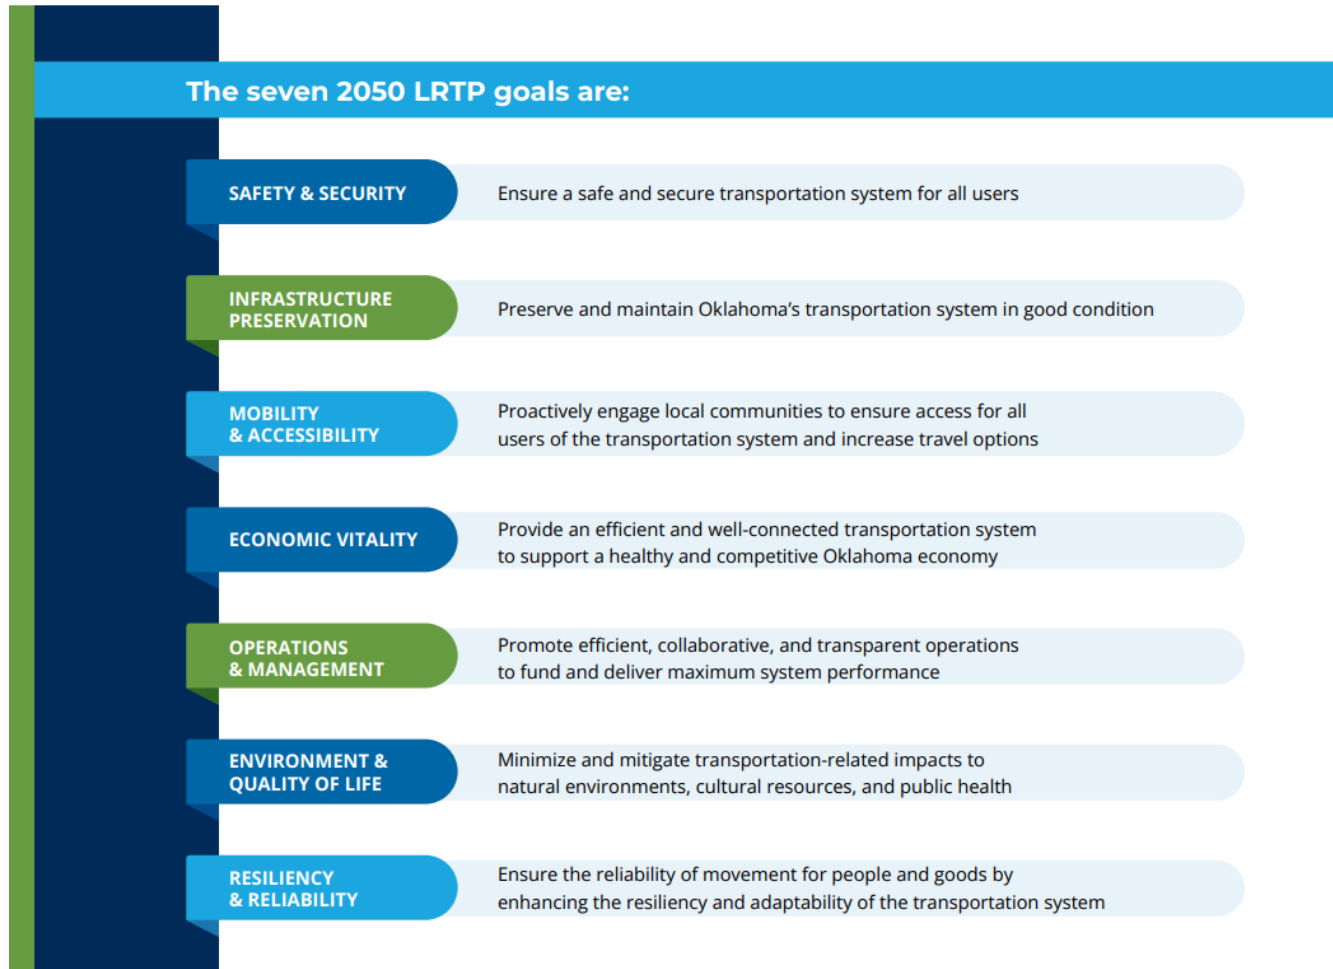 The seven 2050 LRTP goals are:
SAFETY & SECURITY
Ensure a safe and secure transportation system for all users
INFRASTRUCTURE
PRESERVATION
Preserve and maintain Oklahoma’s transportation system in good condition
MOBILITY
& ACCESSIBILITY
Proactively engage local communities to ensure access for all
users of the transportation system and increase travel options
ECONOMIC VITALITY
Provide an efficient and well-connected transportation system
to support a healthy and competitive Oklahoma economy
OPERATIONS
& MANAGEMENT
Promote efficient, collaborative, and transparent operations
to fund and deliver maximum system performance
ENVIRONMENT &
QUALITY OF LIFE
Minimize and mitigate transportation-related impacts to
natural environments, cultural resources, and public health
RESILIENCY
& RELIABILITY
Ensure the reliability of movement for people and goods by
enhancing the resiliency and adaptability of the transportation system